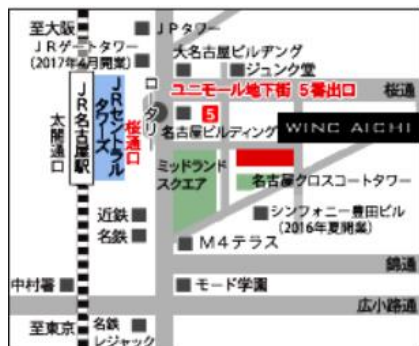 至大阪
JPタワー
JRゲートタワー
(2017年4月開業)
大名古屋ビルヂング
ジュンク堂
ユニモール地下街 5番出口
桜通
ロータリー
5
名古屋ビルディング
WINC AICHI
JR名古屋駅
JRセントラルタワーズ
桜通口
太閤通口
ミッドランド
スクエア
名古屋クロスコートタワー
近鉄
シンフォニー豊田ビル
(2016年夏開業)
名鉄
M4テラス
錦通
中村署
モード学園
広小路通
至東京
名鉄
レジャック